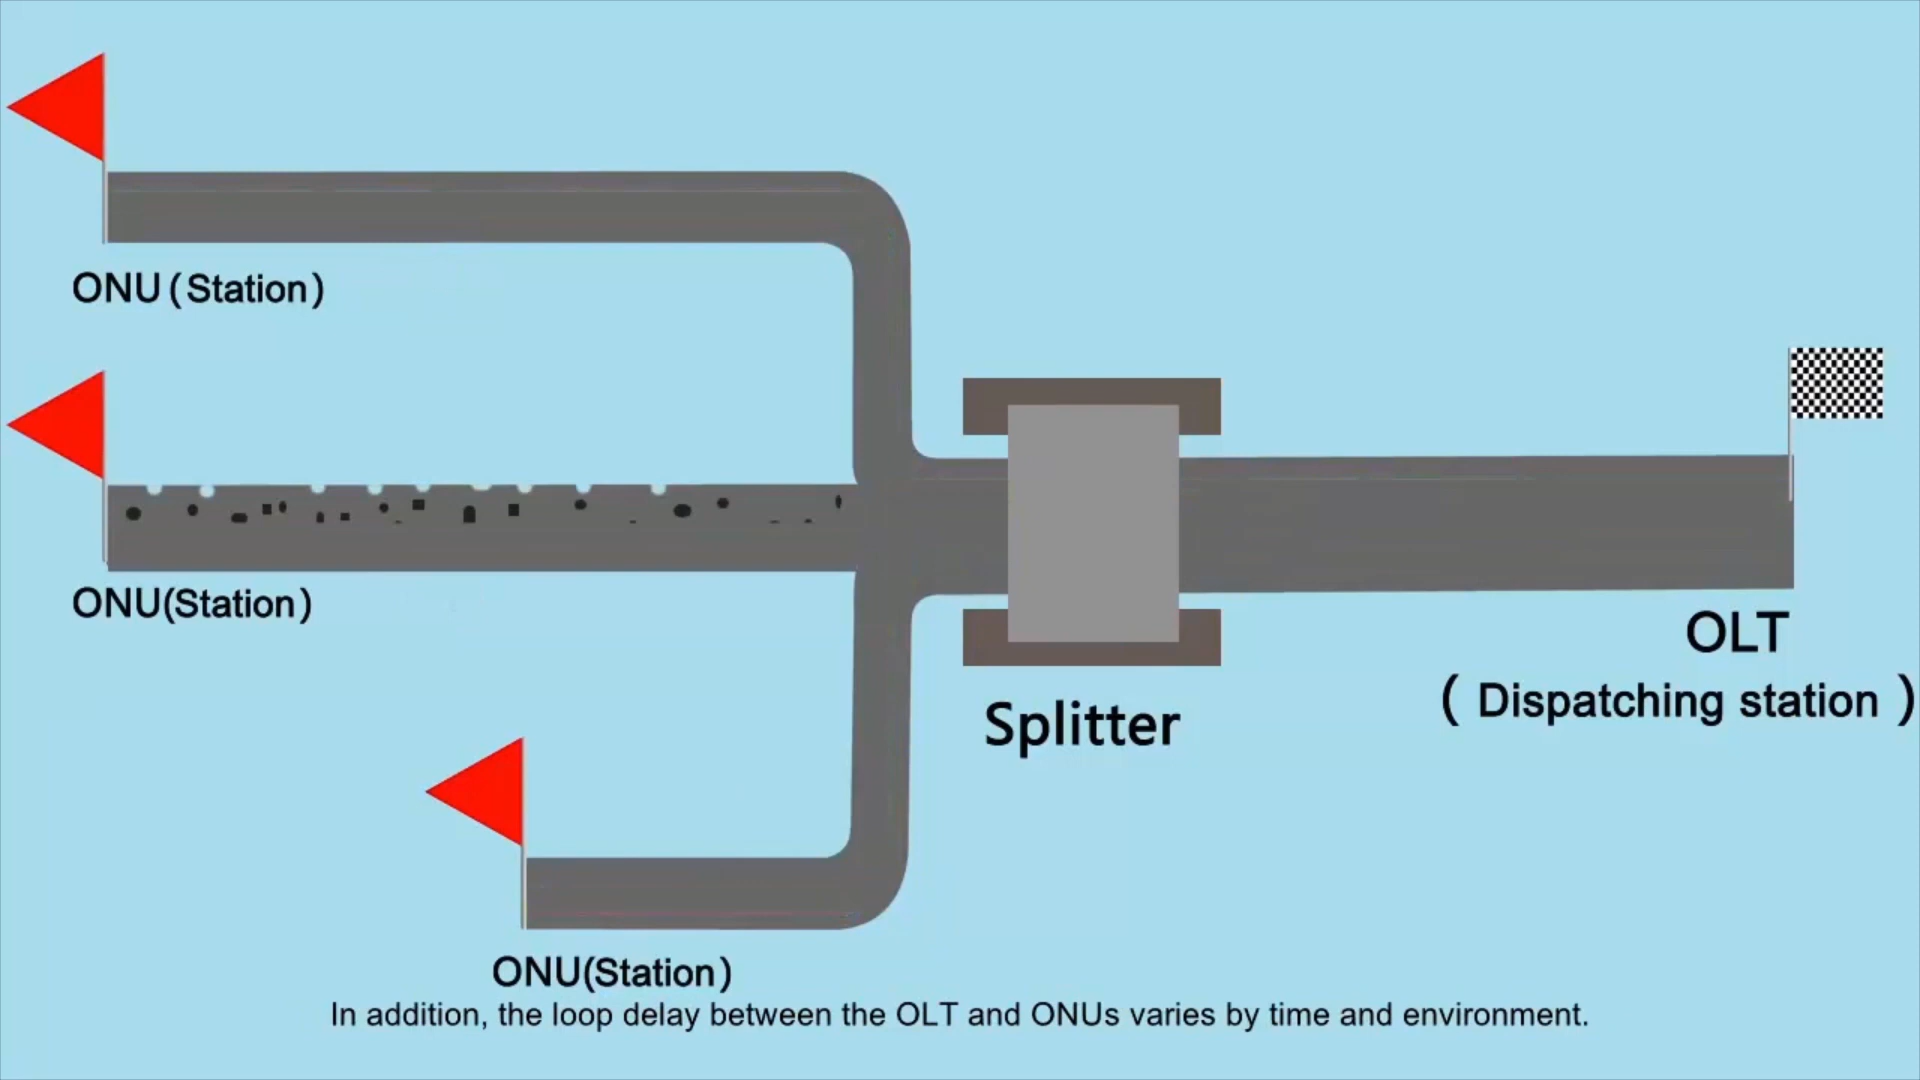 ONU (Station)
ONU(Station)
Splitter
OLT
( Dispatching station )
ONU(Station)
In addition, the loop delay between the OLT and ONUs varies by time and environment.